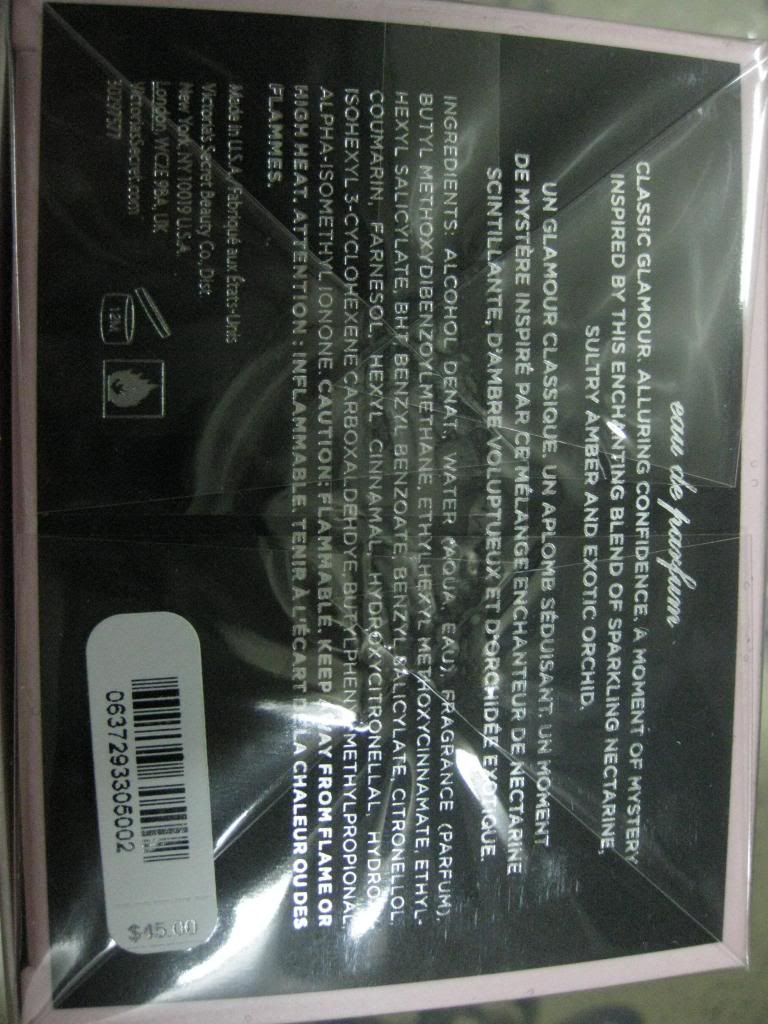 eau de parfum
CLASSIC GLAMOUR. ALLURING CONFIDENCE. A MOMENT OF MYSTERY
INSPIRED BY THIS ENCHANTING BLEND OF SPARKLING NECTARINE,
SULTRY AMBER AND EXOTIC ORCHID.
UN GLAMOUR CLASSIQUE. UN APLOMB SÉDUISANT. UN MOMENT
DE MYSTÈRE INSPIRÉ PAR CE MÉLANGE ENCHANTEUR DE NECTARINE
SCINTILLANTE, D'AMBRE VOLUPTUEUX ET D'ORCHIDÉE EXOTIQUE.
INGREDIENTS: ALCOHOL DENAT., WATER (AQUA, EAU), FRAGRANCE (PARFUM),
BUTYL METHOXYDIBENZOYLMETHANE, ETHYLHEXYL METHOXYCINNAMATE, ETHYL-
HEXYL SALICYLATE, BHT, BENZYL BENZOATE, BENZYL SALICYLATE, CITRONELLOL,
COUMARIN, FARNESOL, HEXYL CINNAMAL, HYDROXYCITRONELLAL, HYDRO
ISOHEXYL 3-CYCLOHEXENE CARBOXALDEHDYE, BUTYLPHENYL METHYLPROPIONAL,
ALPHA-ISOMETHYL IONONE. CAUTION: FLAMMABLE. KEEP AWAY FROM FLAME OR
HIGH HEAT. ATTENTION : INFLAMMABLE. TENIR À L'ÉCART DE LA CHALEUR OU DES
FLAMMES.
Made in U.S.A./Fabriqué aux États-Unis
Victoria's Secret Beauty Co., Dist.
New York, NY 10019 U.S.A.
London, WC2E 9BA, UK
VictoriasSecret.com
12M
0637293305002
$45.00